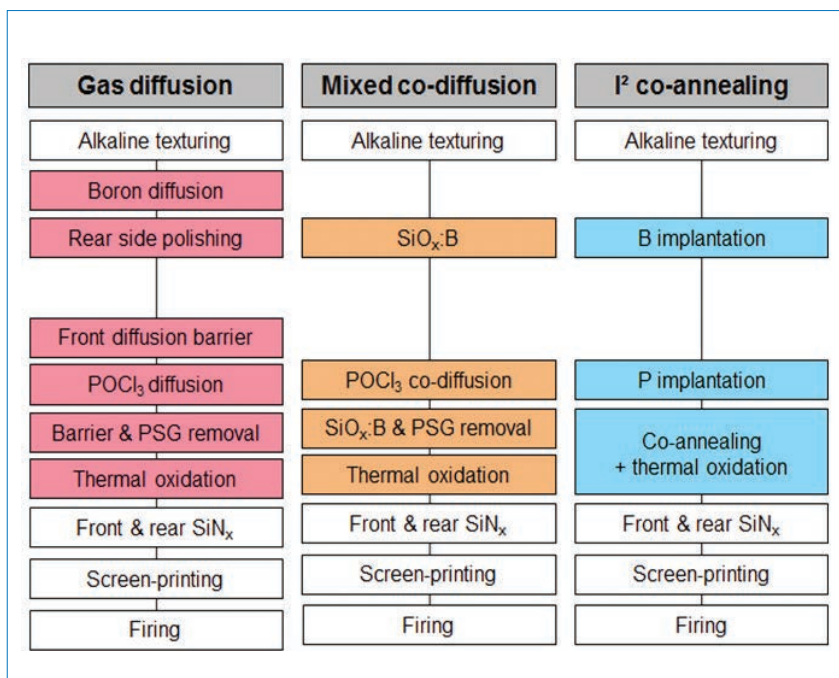 Gas diffusion
Alkaline texturing
Boron diffusion
Rear side polishing
Front diffusion barrier
POCl₃ diffusion
Barrier & PSG removal
Thermal oxidation
Front & rear SiNₓ
Screen-printing
Firing
Mixed co-diffusion
Alkaline texturing
SiOₓ:B
POCl₃ co-diffusion
SiOₓ:B & PSG removal
Thermal oxidation
Front & rear SiNₓ
Screen-printing
Firing
I² co-annealing
Alkaline texturing
B implantation
P implantation
Co-annealing
+ thermal oxidation
Front & rear SiNₓ
Screen-printing
Firing